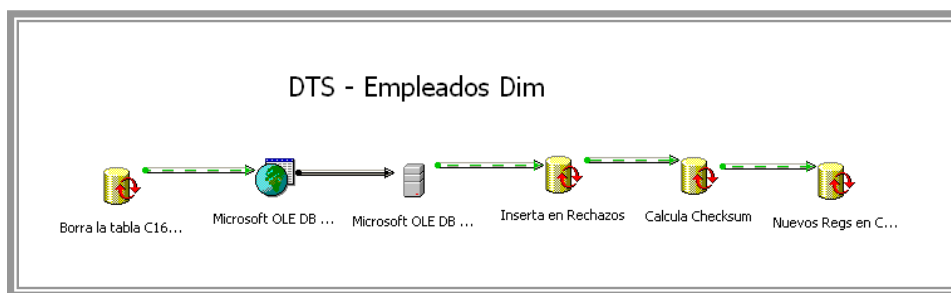 DTS - Empleados Dim
Borra la tabla C16...
Microsoft OLE DB ...
Microsoft OLE DB ...
Inserta en Rechazos
Calcula Checksum
Nuevos Regs en C...